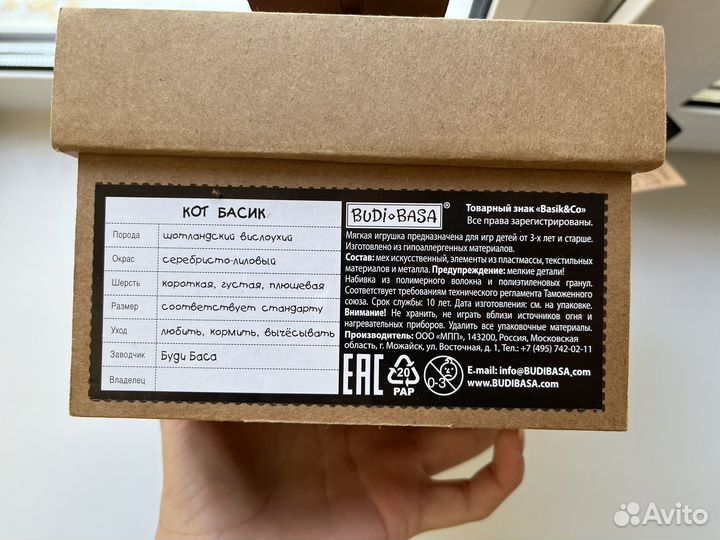 КОТ БАСИК
Порода шотландский вислоухий
Окрас серебристо-лиловый
Шерсть короткая, густая, плюшевая
Размер соответствует стандарту
Уход любить, кормить, вычёсывать
Заводчик Буди Баса
Владелец
BUDi BASA®
Товарный знак «Basik&Co»
Все права зарегистрированы.
Мягкая игрушка предназначена для игр детей от 3-х лет и старше.
Изготовлено из гипоаллергенных материалов.
Состав: мех искусственный, элементы из пластмассы, текстильных
материалов и металла. Предупреждение: мелкие детали!
Набивка из полимерного волокна и полиэтиленовых гранул.
Соответствует требованиям технического регламента Таможенного
союза. Срок службы: 10 лет. Дата изготовления: см. на упаковке.
Внимание! Не хранить, не играть вблизи источников огня и
нагревательных приборов. Удалить все упаковочные материалы.
Производитель: ООО «МПП», 143200, Россия, Московская
область, г. Можайск, ул. Восточная, д. 1, Тел.: +7 (495) 742-02-11
EAC
20
PAP
0-3
E-mail: info@BUDIBASA.com
www.BUDIBASA.com
Avito